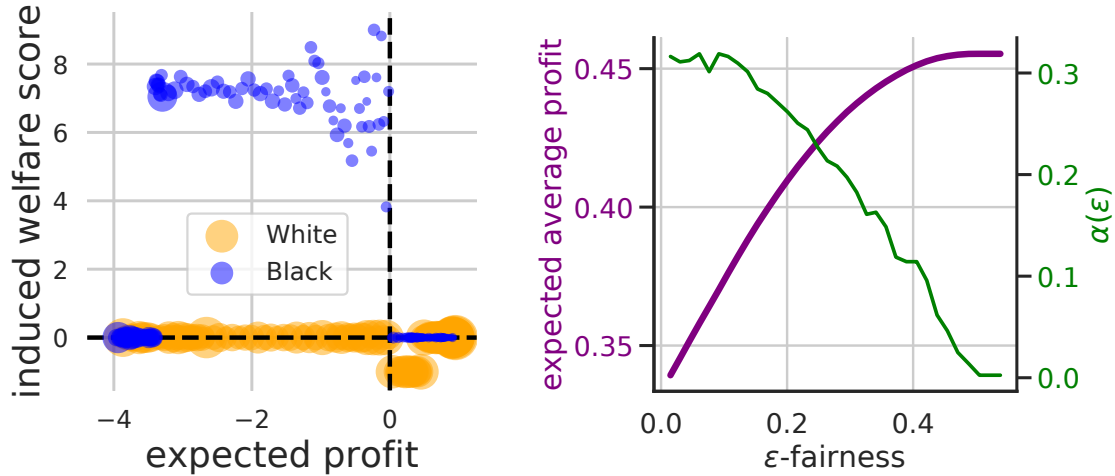 induced welfare score
8
6
4
2
0
White
Black
−4
−2
0
expected profit
expected average profit
0.45
0.40
0.35
0.3
0.2
0.1
0.0
α(ε)
0.0
0.2
0.4
ε-fairness